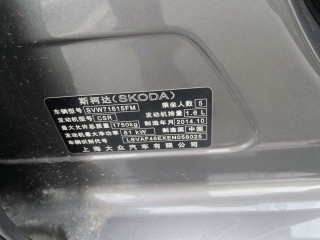 斯柯达(SKODA)
车辆型号 SVW71615FM 乘座人数 5
发动机型号 CSR 发动机排量 1.6 L
最大允许总质量 1750kg 制造年月 2014.10
发动机最大净功率 81 kW 制造国 中国
车辆识别代号 LSVAF45EXEN055025
上海大众汽车有限公司